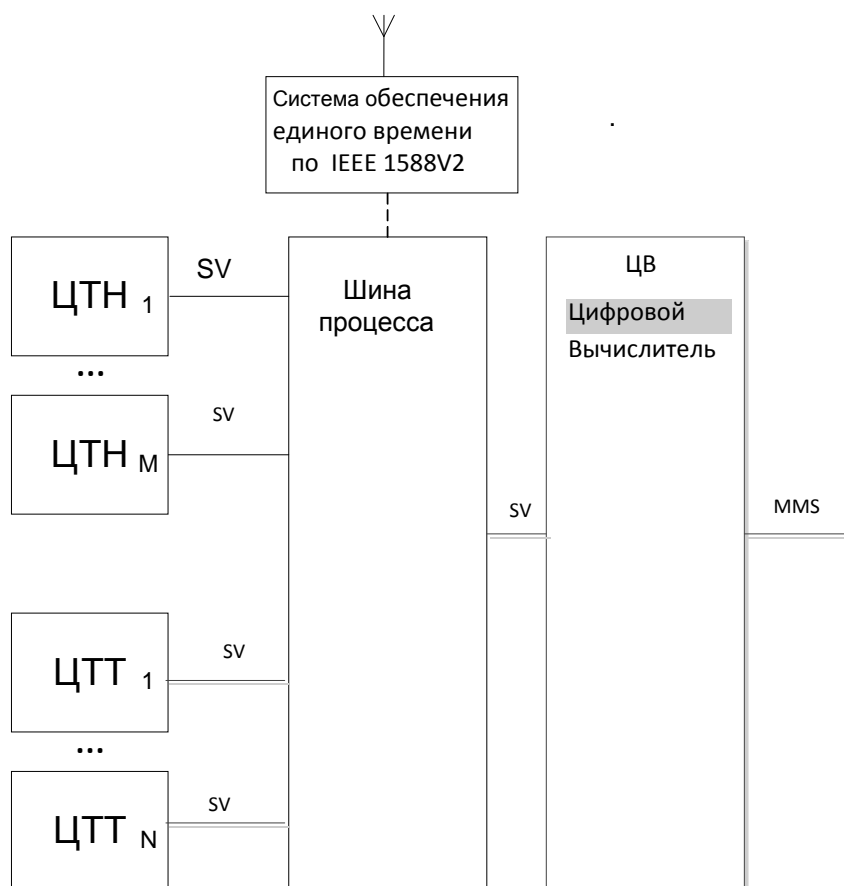 Система обеспечения
единого времени
по IEEE 1588V2
.
ЦТН 1
SV
...
ЦТН M
SV
ЦТТ 1
SV
...
ЦТТ N
SV
Шина
процесса
SV
ЦВ
Цифровой
Вычислитель
MMS